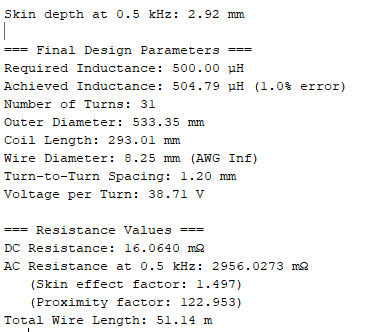 Skin depth at 0.5 kHz: 2.92 mm
=== Final Design Parameters ===
Required Inductance: 500.00 µH
Achieved Inductance: 504.79 µH (1.0% error)
Number of Turns: 31
Outer Diameter: 533.35 mm
Coil Length: 293.01 mm
Wire Diameter: 8.25 mm (AWG Inf)
Turn-to-Turn Spacing: 1.20 mm
Voltage per Turn: 38.71 V
=== Resistance Values ===
DC Resistance: 16.0640 mΩ
AC Resistance at 0.5 kHz: 2956.0273 mΩ
(Skin effect factor: 1.497)
(Proximity factor: 122.953)
Total Wire Length: 51.14 m